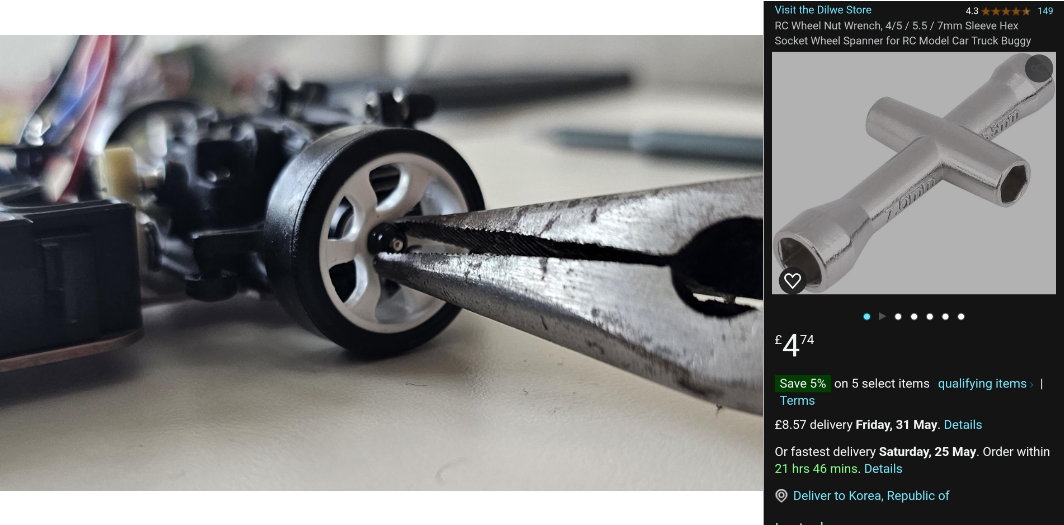 Visit the Dilwe Store
4.3 149
RC Wheel Nut Wrench, 4/5 / 5.5 / 7mm Sleeve Hex
Socket Wheel Spanner for RC Model Car Truck Buggy
£4 74
Save 5% on 5 select items qualifying items › |
Terms
£8.57 delivery Friday, 31 May. Details
Or fastest delivery Saturday, 25 May. Order within
21 hrs 46 mins. Details
Deliver to Korea, Republic of